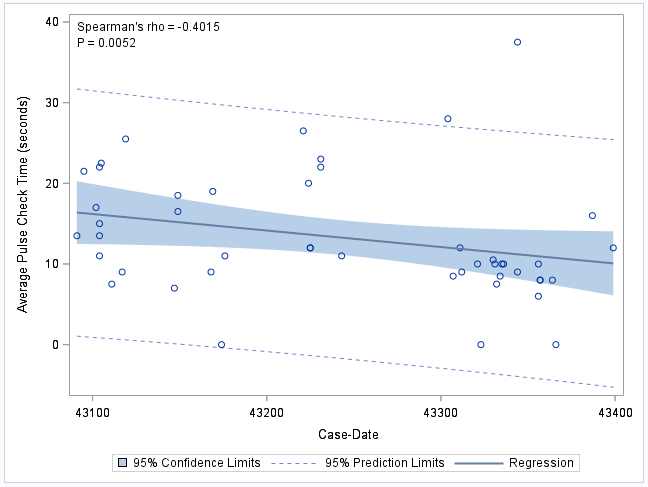 Spearman's rho = -0.4015
P = 0.0052
40
30
20
10
0
Average Pulse Check Time (seconds)
43100 43200 43300 43400
Case-Date
95% Confidence Limits 95% Prediction Limits Regression